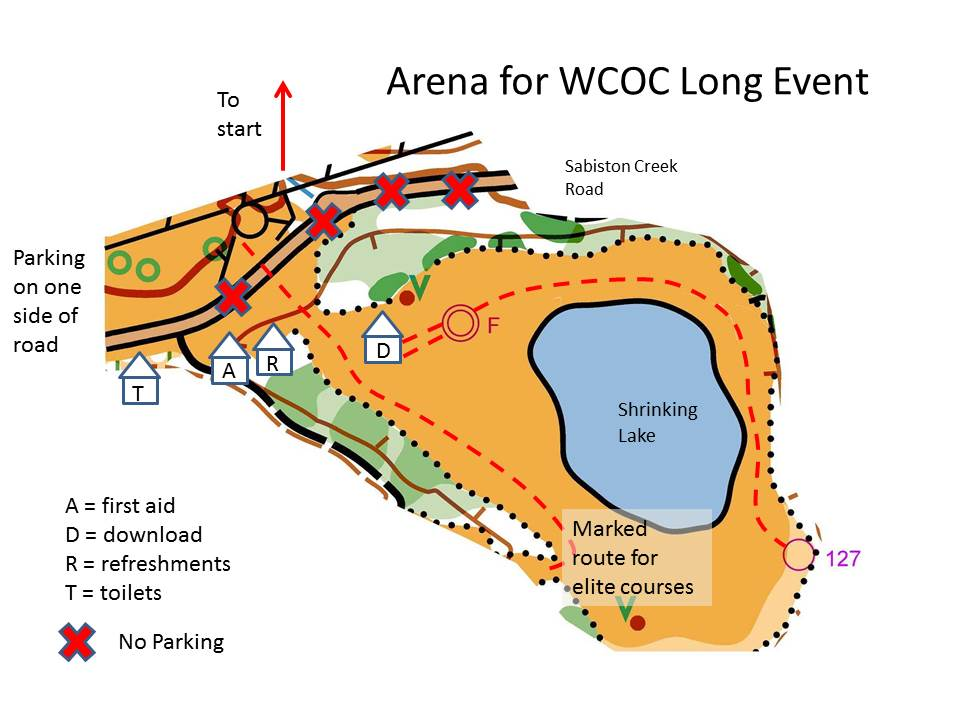 Arena for WCOC Long Event
To
start
Sabiston Creek
Road
Parking
on one
side of
road
F
D
R
A
T
Shrinking
Lake
A = first aid
D = download
R = refreshments
T = toilets
Marked
route for
elite courses
127
No Parking